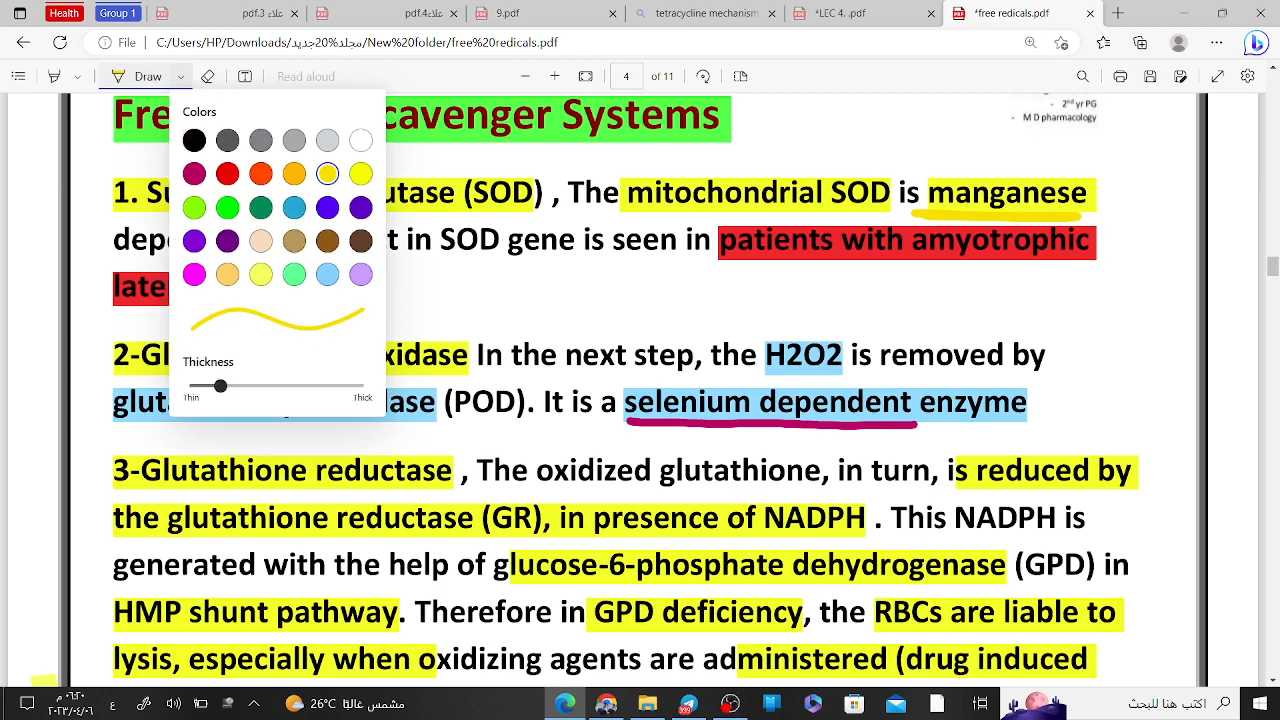 Health
Group 1
ملاء pdf.3
ملاء4.pdf
9.pdf
tetracycline mechanism
LEC 4. .pdf
*free redicals.pdf
File
C:/Users/HP/Downloads/مجلد%20جديد/New%20folder/free%20redicals.pdf
Draw
Read aloud
4 of 11
Colors
Thickness
Thin
Thick
2nd yr PG
M D pharmacology
Fre cavenger Systems
1. Su utase (SOD) , The mitochondrial SOD is manganese
depe t in SOD gene is seen in patients with amyotrophic
late
2-Gl xidase In the next step, the H2O2 is removed by
gluta lase (POD). It is a selenium dependent enzyme
3-Glutathione reductase , The oxidized glutathione, in turn, is reduced by
the glutathione reductase (GR), in presence of NADPH . This NADPH is
generated with the help of glucose-6-phosphate dehydrogenase (GPD) in
HMP shunt pathway. Therefore in GPD deficiency, the RBCs are liable to
lysis, especially when oxidizing agents are administered (drug induced
26°C مشمس غالبًا
399
اكتب هنا للبحث